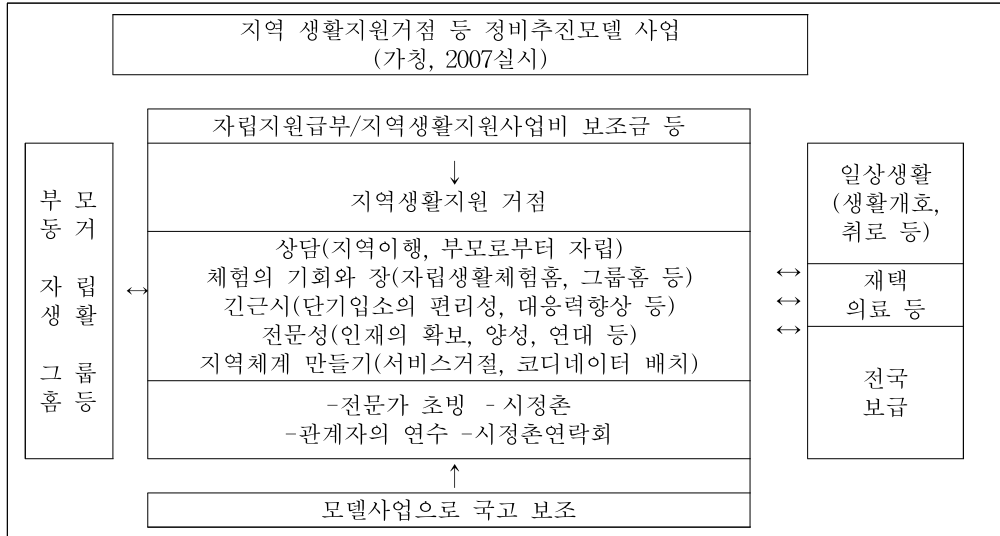 지역 생활지원거점 등 정비추진모델 사업
(가칭, 2007실시)
자립지원급부/지역생활지원사업비 보조금 등
↓
지역생활지원 거점
부 모
동 거
자 립
생 활
그 룹
홈 등
↔
상담(지역이행, 부모로부터 자립)
체험의 기회와 장(자립생활체험홈, 그룹홈 등)
긴근시(단기입소의 편리성, 대응력향상 등)
전문성(인재의 확보, 양성, 연대 등)
지역체계 만들기(서비스거절, 코디네이터 배치)
-전문가 초빙 -시정촌
-관계자의 연수 -시정촌연락회
↑
모델사업으로 국고 보조
↔
↔
↔
일상생활
(생활개호,
취로 등)
재택
의료 등
전국
보급